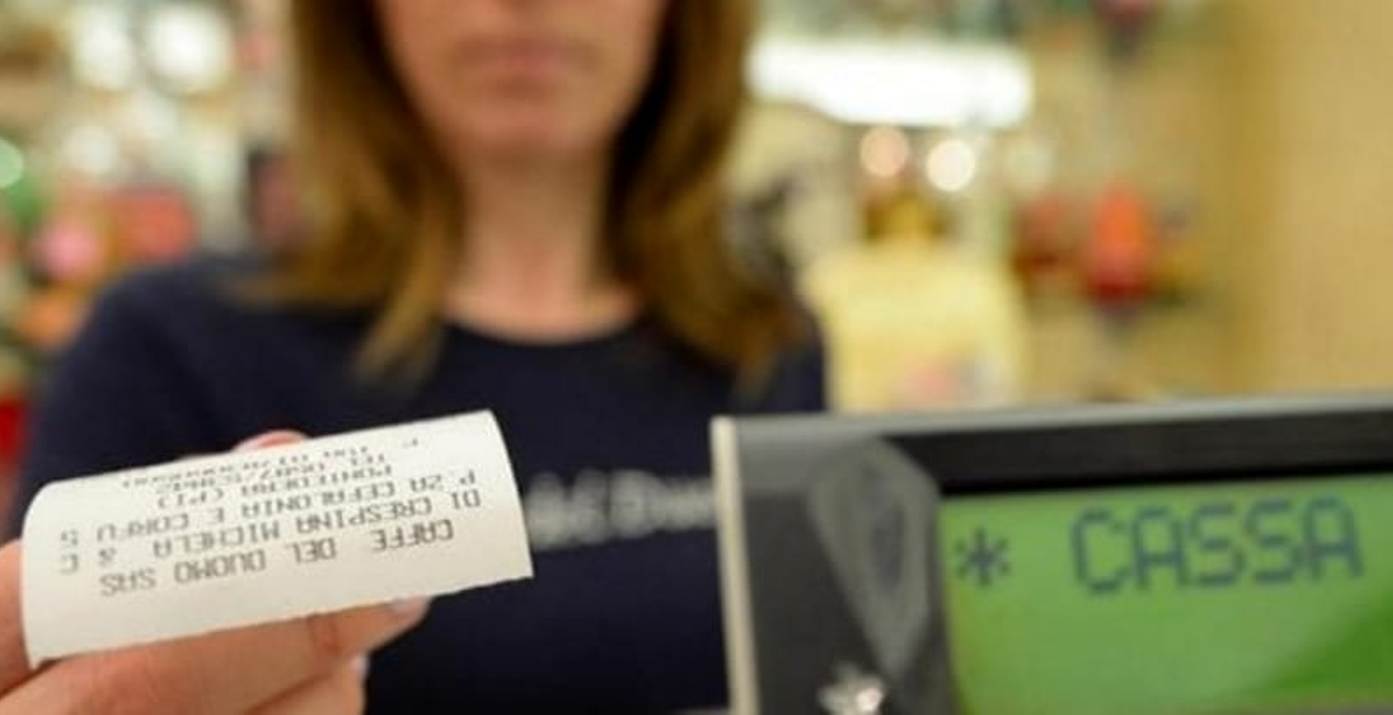 CAFFE DEL DUOMO SAS
DI CRESPINA MICHELA & C
P.ZA CEFALONIA E CORFU 5
PONTEDERA (PI)
* CASSA